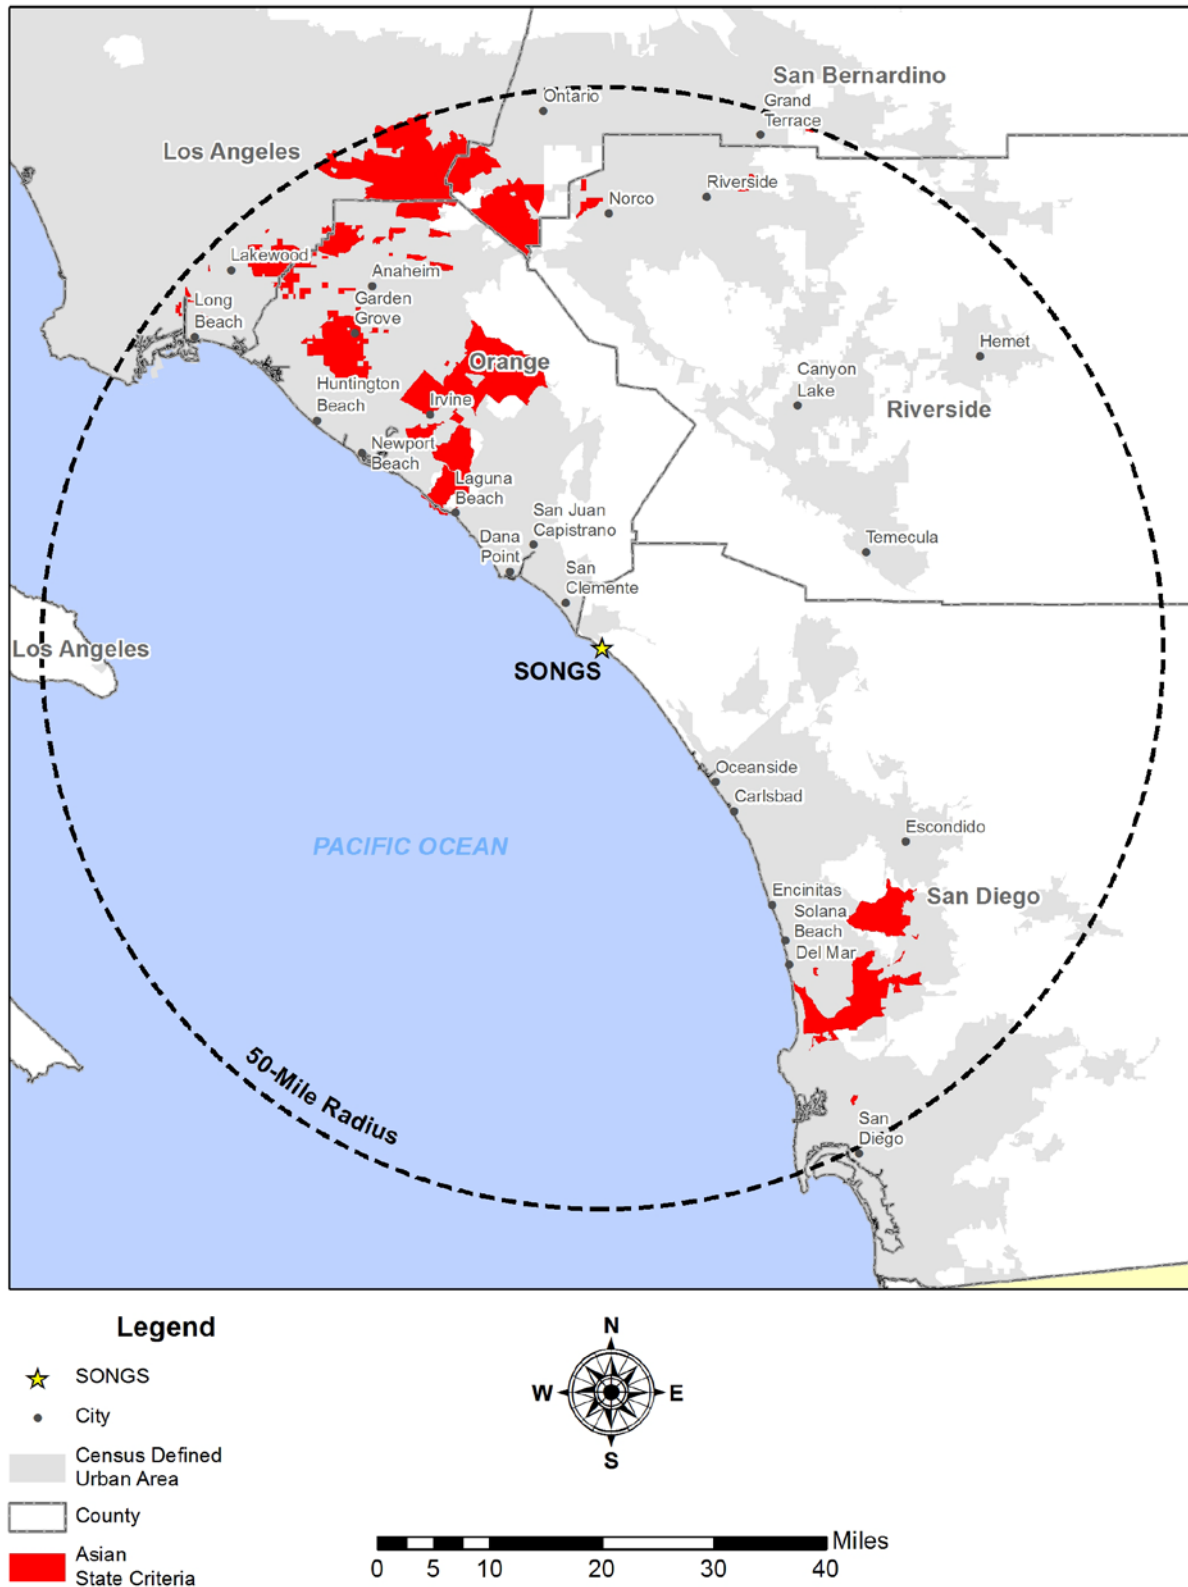 San Bernardino
Ontario
Grand
Terrace
Los Angeles
Riverside
Norco
Lakewood
Anaheim
Long
Beach
Garden
Grove
Hemet
Orange
Canyon
Lake
Huntington
Beach
Irvine
Riverside
Newport
Beach
Laguna
Beach
San Juan
Capistrano
Dana
Point
Temecula
San
Clemente
Los Angeles
SONGS
Oceanside
Carlsbad
PACIFIC OCEAN
Escondido
Encinitas
San Diego
Solana
Beach
Del Mar
50-Mile Radius
San
Diego
Legend
SONGS
City
Census Defined
Urban Area
County
Asian
State Criteria
N
W
E
S
Miles
0 5 10 20 30 40